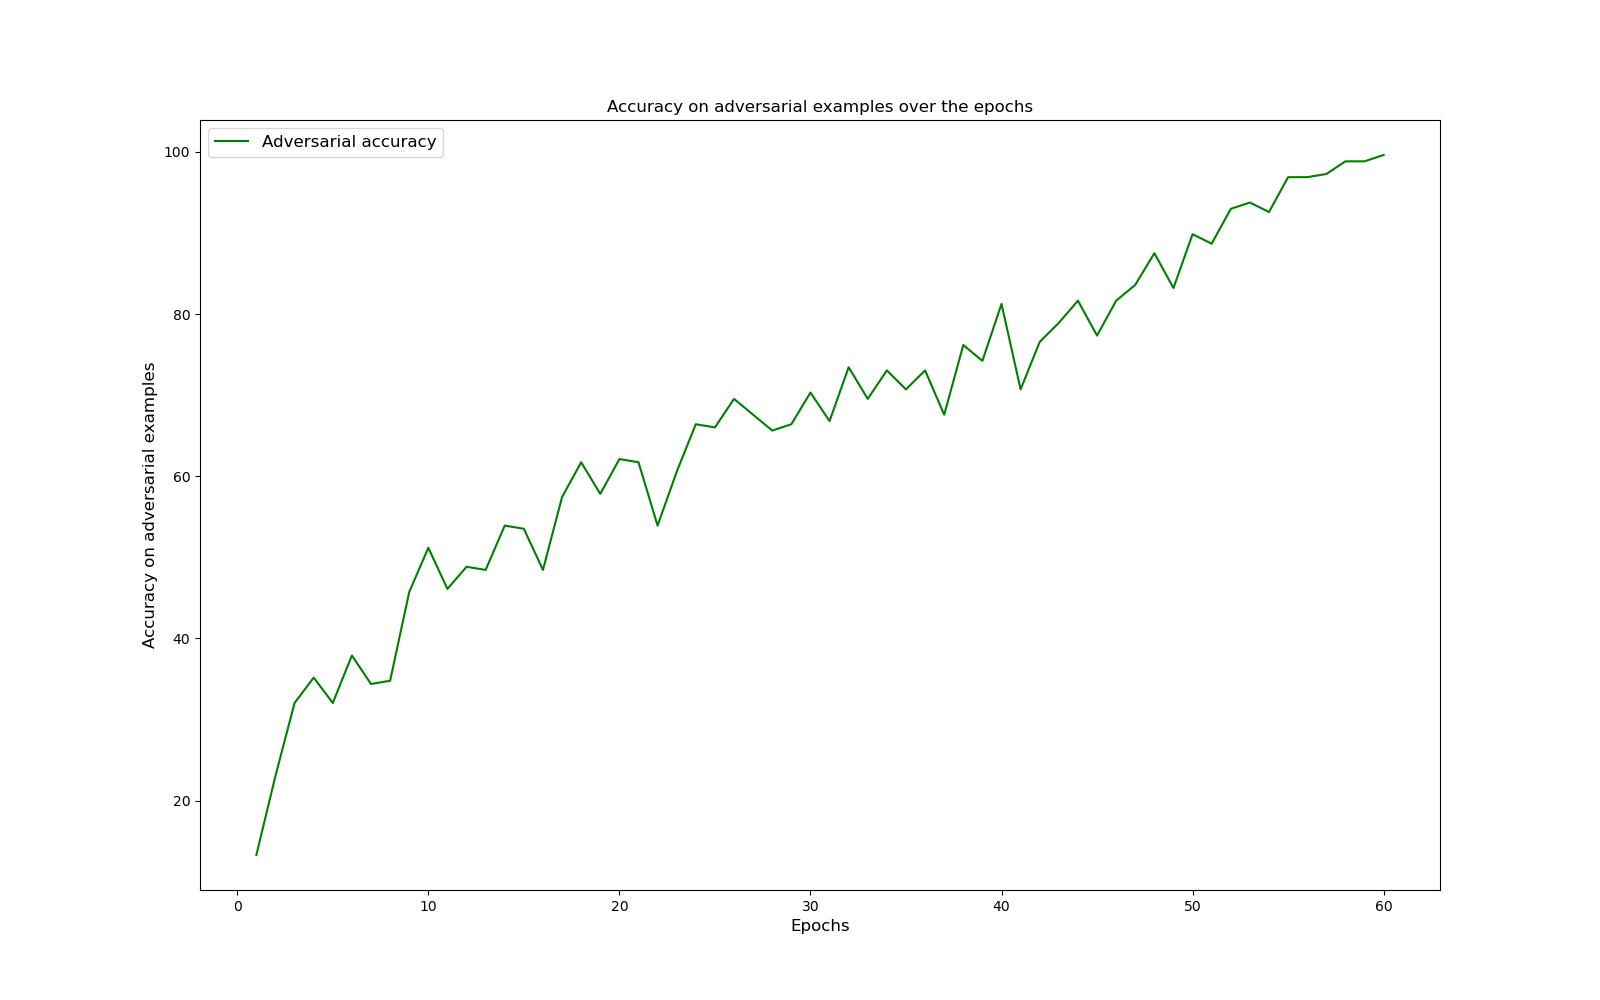 Accuracy on adversarial examples over the epochs
Adversarial accuracy
100
80
60
40
20
Accuracy on adversarial examples
0 10 20 30 40 50 60
Epochs